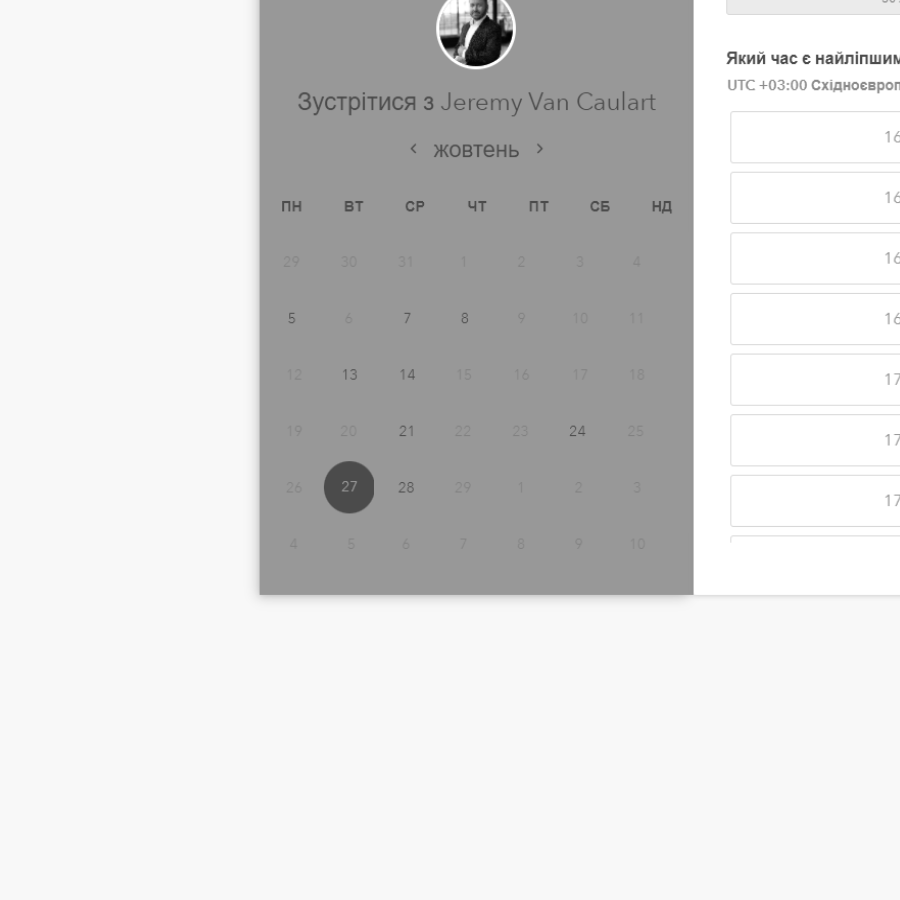 Зустрітися з Jeremy Van Caulart
жовтень
ПН ВТ СР ЧТ ПТ СБ НД
29 30 31 1 2 3 4
5 6 7 8 9 10 11
12 13 14 15 16 17 18
19 20 21 22 23 24 25
26 27 28 29 1 2 3
4 5 6 7 8 9 10
Який час є найліпшим
UTC +03:00
16
16
16
16
17
17
17